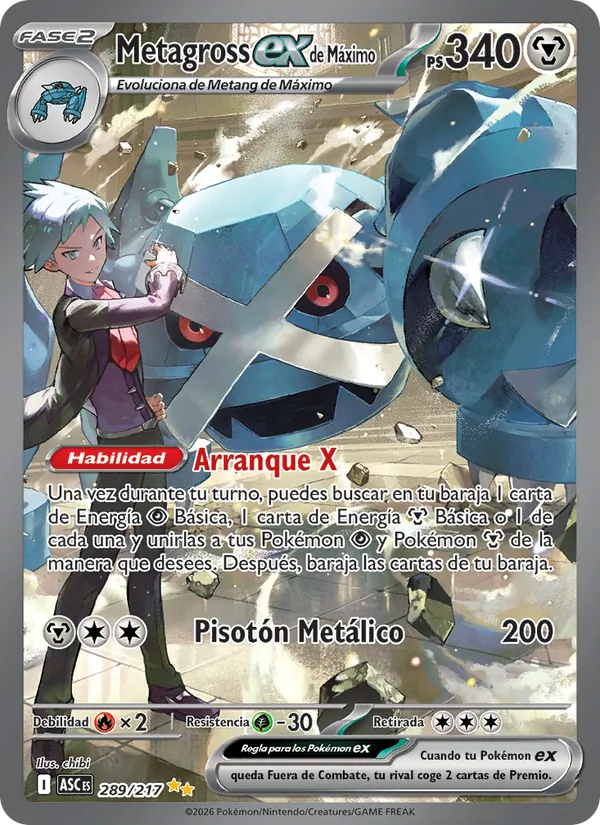 FASE 2
Metagross ex de Máximo
PS 340
Evoluciona de Metang de Máximo
Habilidad Arranque X
Una vez durante tu turno, puedes buscar en tu baraja 1 carta
de Energía Básica, 1 carta de Energía Básica o 1 de
cada una y unirlas a tus Pokémon y Pokémon de la
manera que desees. Después, baraja las cartas de tu baraja.
Pisotón Metálico 200
Debilidad ×2 Resistencia -30 Retirada
Ilus. chibi
Regla para los Pokémon ex Cuando tu Pokémon ex
queda Fuera de Combate, tu rival coge 2 cartas de Premio.
I ASC ES 289/217
©2026 Pokémon/Nintendo/Creatures/GAME FREAK